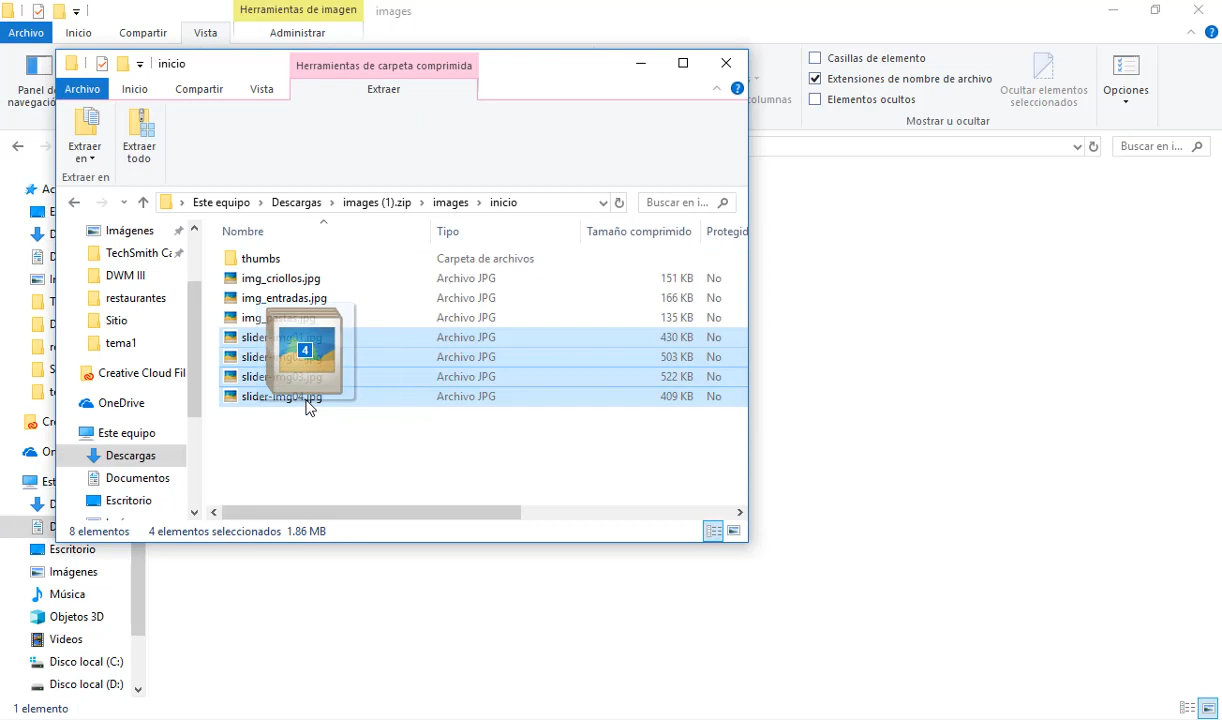 Herramientas de imagen
images
Archivo
Inicio
Compartir
Vista
Administrar
Panel de
navegació
Casillas de elemento
Extensiones de nombre de archivo
Elementos ocultos
Ocultar elementos
seleccionados
Opciones
Mostrar u ocultar
Buscar en i...
inicio
Herramientas de carpeta comprimida
Archivo
Inicio
Compartir
Vista
Extraer
Extraer
en
Extraer
todo
Extraer en
Este equipo
Descargas
images (1).zip
images
inicio
Buscar en i...
Imágenes
TechSmith Ca
DWM III
restaurantes
Sitio
tema1
Creative Cloud Fil
OneDrive
Este equipo
Descargas
Documentos
Escritorio
Nombre
Tipo
Tamaño comprimido
Protegid
thumbs
Carpeta de archivos
img_criollos.jpg
Archivo JPG
151 KB
No
img_entradas.jpg
Archivo JPG
166 KB
No
Archivo JPG
135 KB
No
Archivo JPG
430 KB
No
4
Archivo JPG
503 KB
No
slider-img03.jpg
Archivo JPG
522 KB
No
slider-img04.jpg
Archivo JPG
409 KB
No
8 elementos
4 elementos seleccionados
1.86 MB
Escritorio
Imágenes
Música
Objetos 3D
Videos
Disco local (C:)
Disco local (D:)
1 elemento